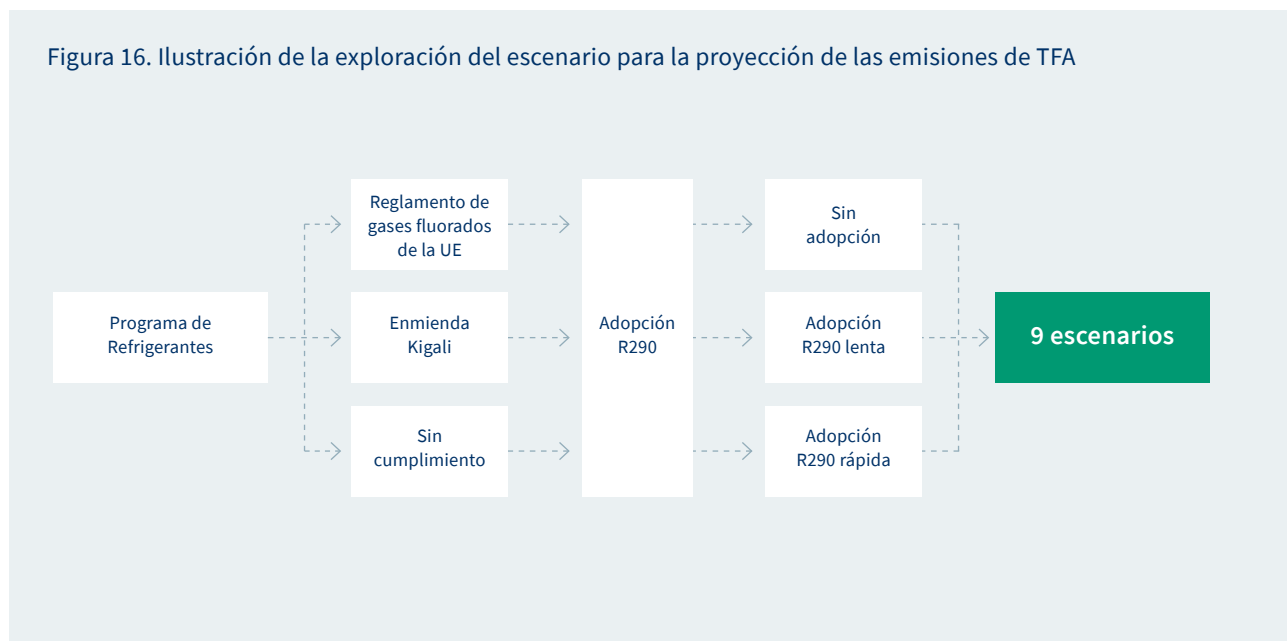 Figura 16. Ilustración de la exploración del escenario para la proyección de las emisiones de TFA
Programa de
Refrigerantes
Reglamento de
gases fluorados
de la UE
Enmienda
Kigali
Sin
cumplimiento
Adopción
R290
Sin
adopción
Adopción
R290 lenta
Adopción
R290 rápida
9 escenarios